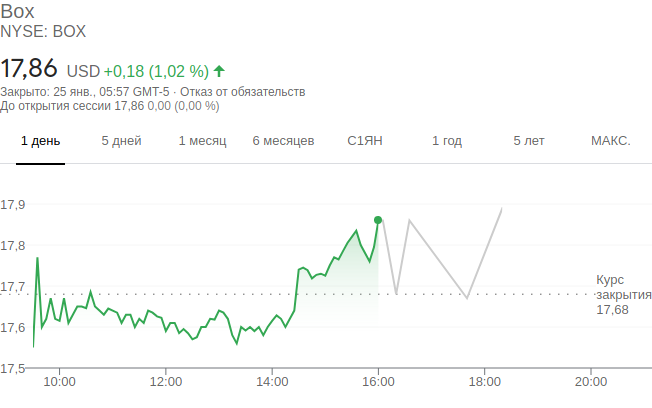 Box
NYSE: BOX
17,86 USD +0,18 (1,02 %)
Закрыто: 25 янв., 05:57 GMT-5 · Отказ от обязательств
До открытия сессии 17,86 0,00 (0,00 %)
1 день 5 дней 1 месяц 6 месяцев С1ЯН 1 год 5 лет МАКС.
17,9
17,8
17,7
17,6
17,5
Курс
закрытия
17,68
10:00 12:00 14:00 16:00 18:00 20:00